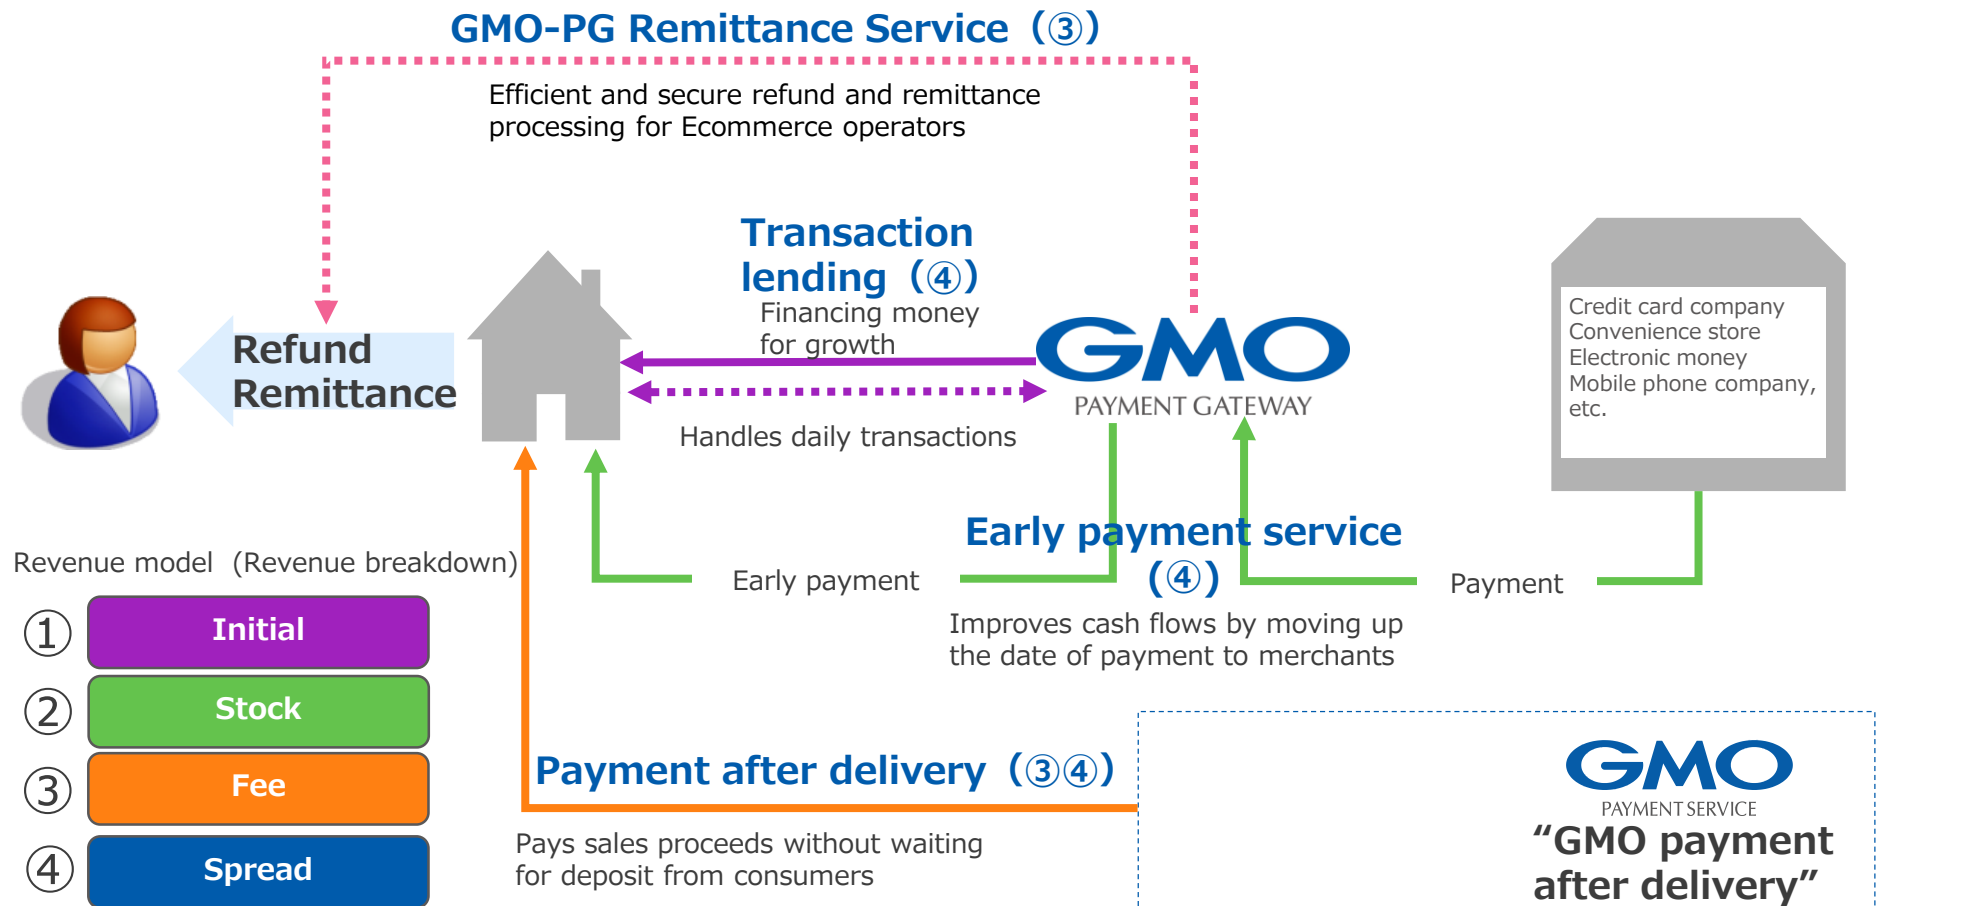 GMO-PG Remittance Service（③）
Efficient and secure refund and remittance
processing for Ecommerce operators
Transaction
lending（④）
Financing money
for growth
Refund
Remittance
GMO
PAYMENT GATEWAY
Handles daily transactions
Credit card company
Convenience store
Electronic money
Mobile phone company,
etc.
Early payment service
(④)
Early payment
Payment
Improves cash flows by moving up
the date of payment to merchants
Revenue model (Revenue breakdown)
① Initial
② Stock
③ Fee
④ Spread
Payment after delivery（③④）
Pays sales proceeds without waiting
for deposit from consumers
GMO
PAYMENT SERVICE
“GMO payment
after delivery”